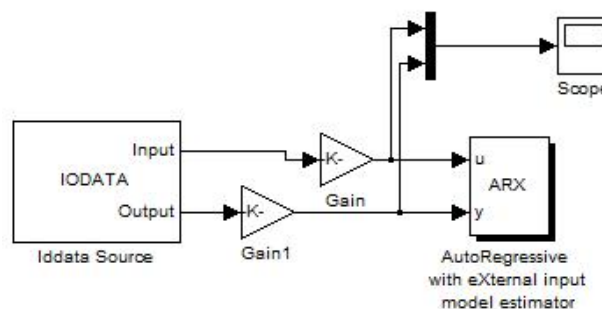 Scope
Input
IODATA
K-
u
ARX
Output
K-
Gain
y
Iddata Source
Gain1
AutoRegressive
with eXternal input
model estimator